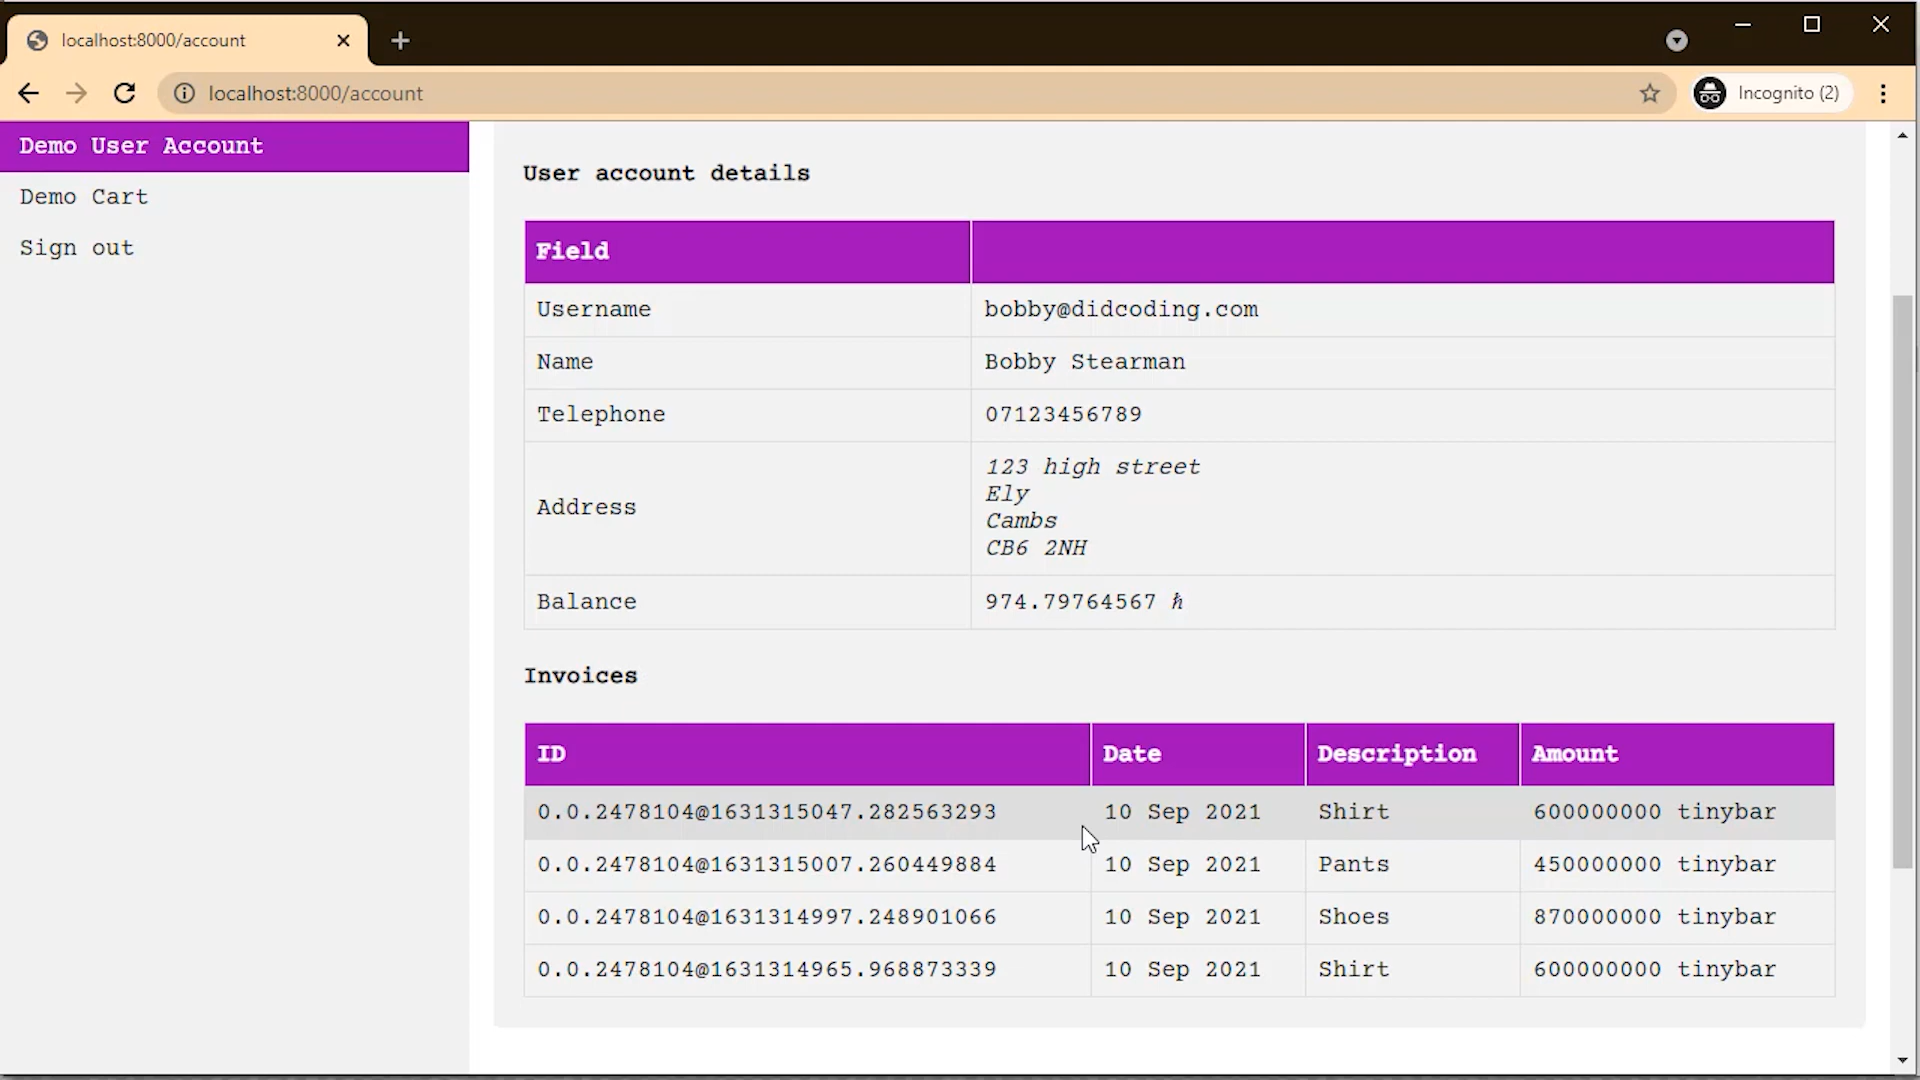 localhost:8000/account
localhost:8000/account
Incognito (2)
Demo User Account
Demo Cart
Sign out
User account details
Field
Username bobby@didcoding.com
Name Bobby Stearman
Telephone 07123456789
Address
123 high street
Ely
Cambs
CB6 2NH
Balance 974.79764567 ℏ
Invoices
ID Date Description Amount
0.0.2478104@1631315047.282563293 10 Sep 2021 Shirt 600000000 tinybar
0.0.2478104@1631315007.260449884 10 Sep 2021 Pants 450000000 tinybar
0.0.2478104@1631314997.248901066 10 Sep 2021 Shoes 870000000 tinybar
0.0.2478104@1631314965.968873339 10 Sep 2021 Shirt 600000000 tinybar